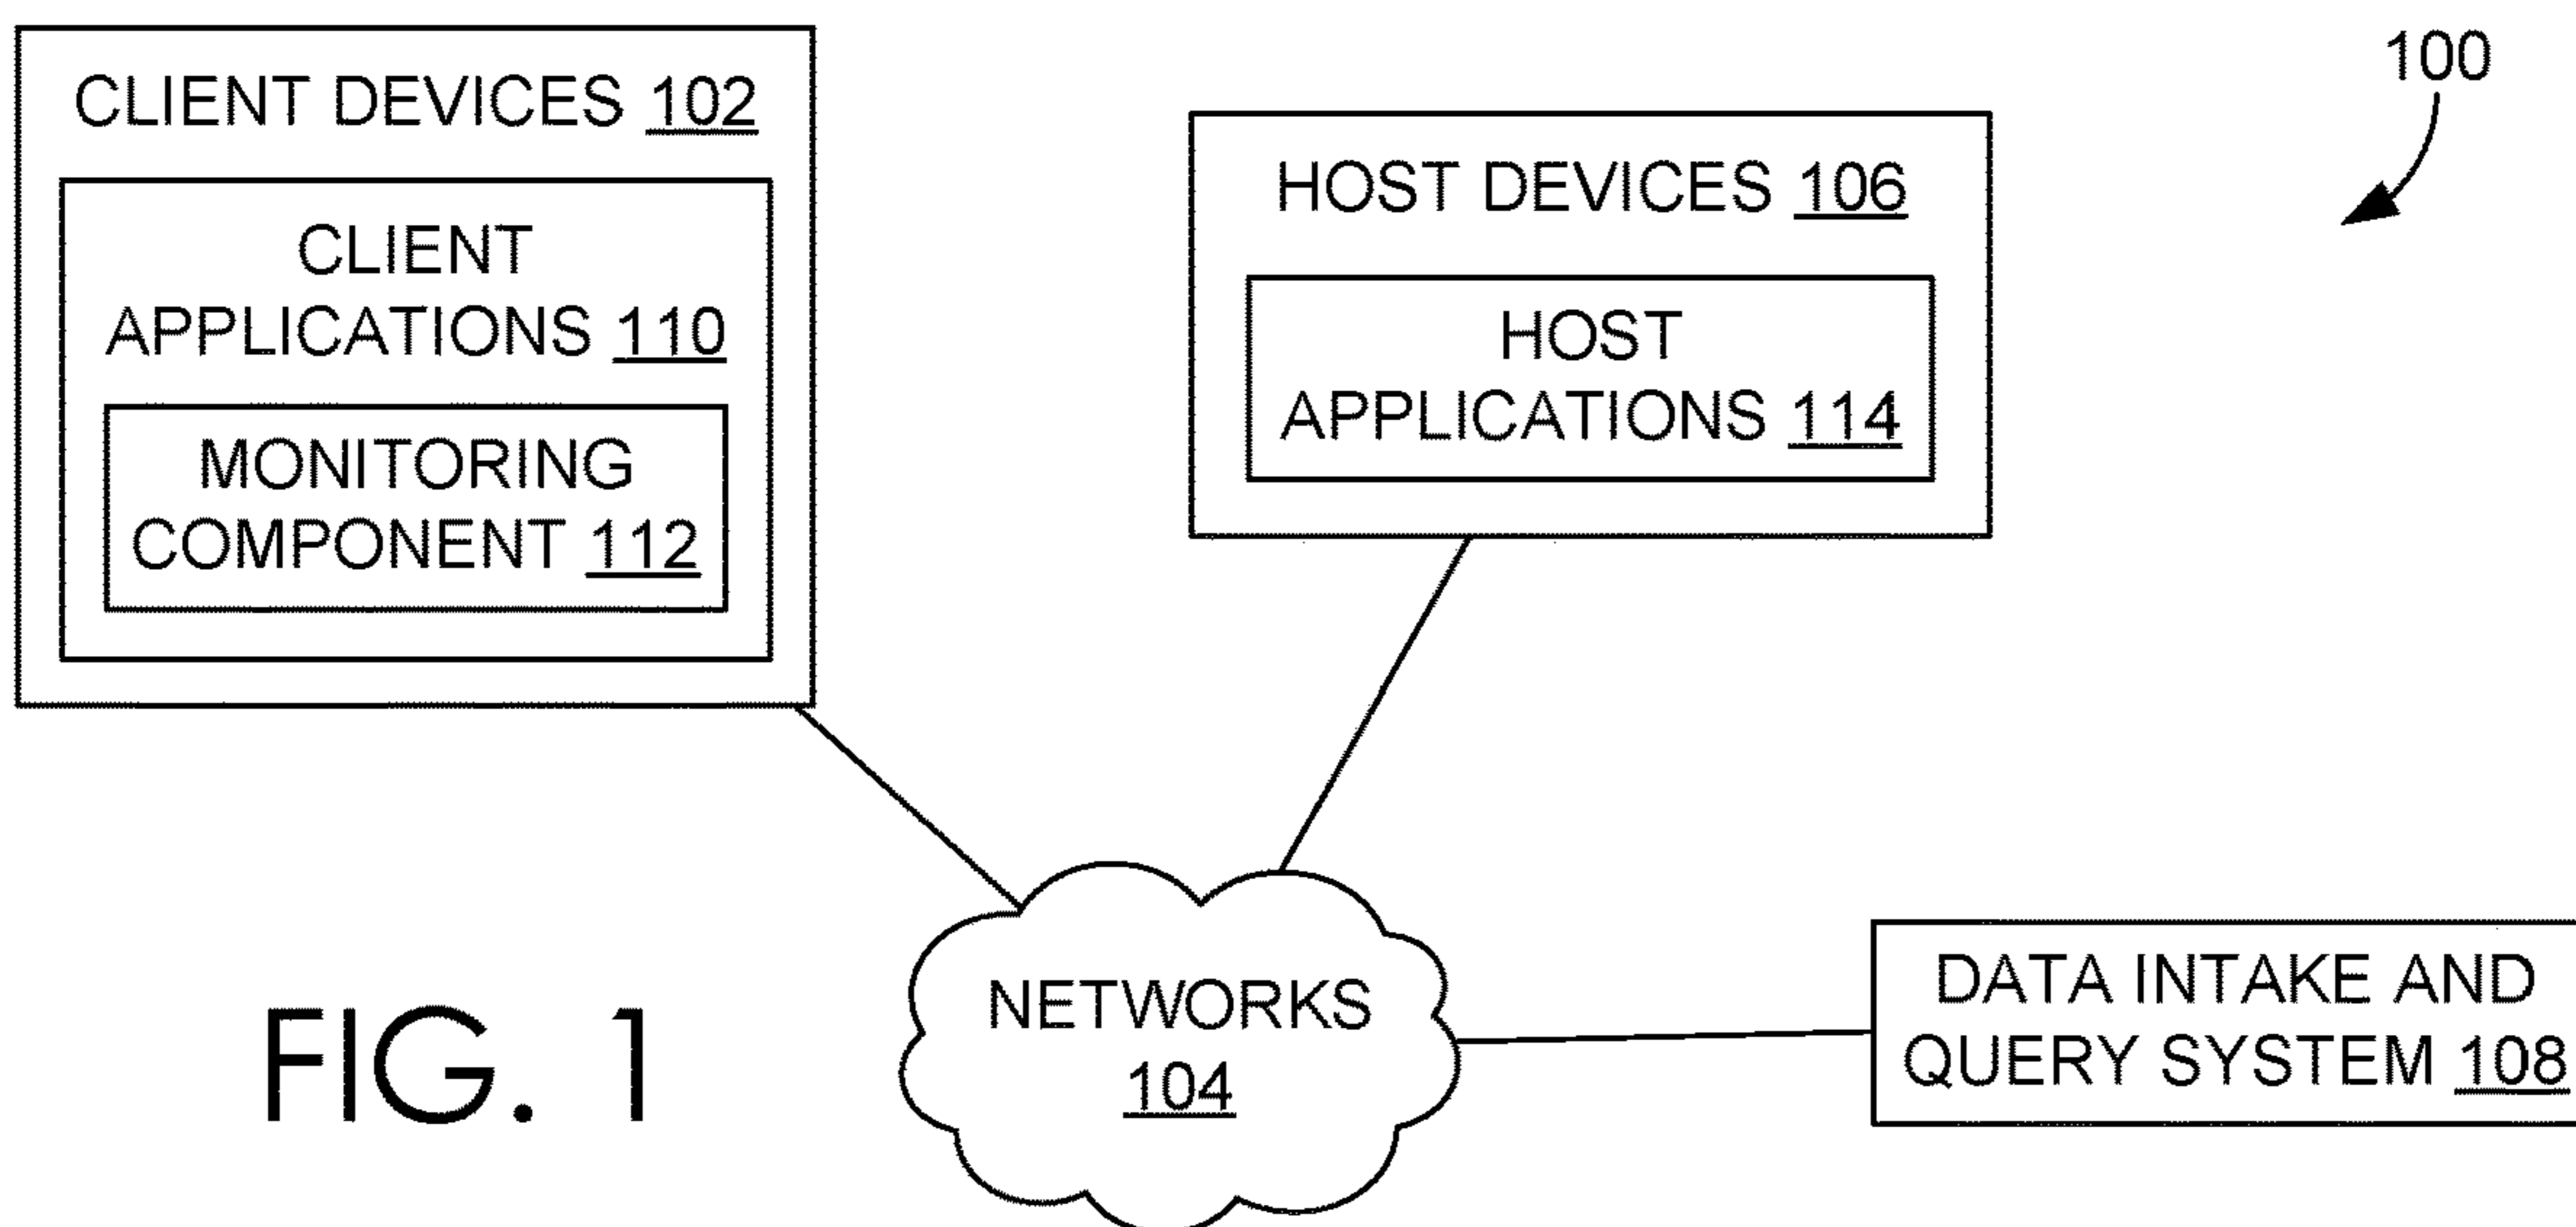 CLIENT DEVICES 102
CLIENT
APPLICATIONS 110
MONITORING
COMPONENT 112
HOST DEVICES 106
HOST
APPLICATIONS 114
100
NETWORKS
104
DATA INTAKE AND
QUERY SYSTEM 108
FIG. 1